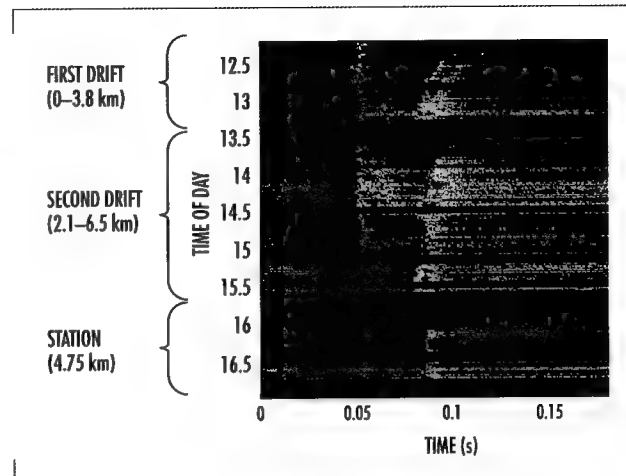 FIRST DRIFT
(0–3.8 km)
SECOND DRIFT
(2.1–6.5 km)
STATION
(4.75 km)
TIME OF DAY
12.5
13
13.5
14
14.5
15
15.5
16
16.5
0 0.05 0.1 0.15
TIME (s)